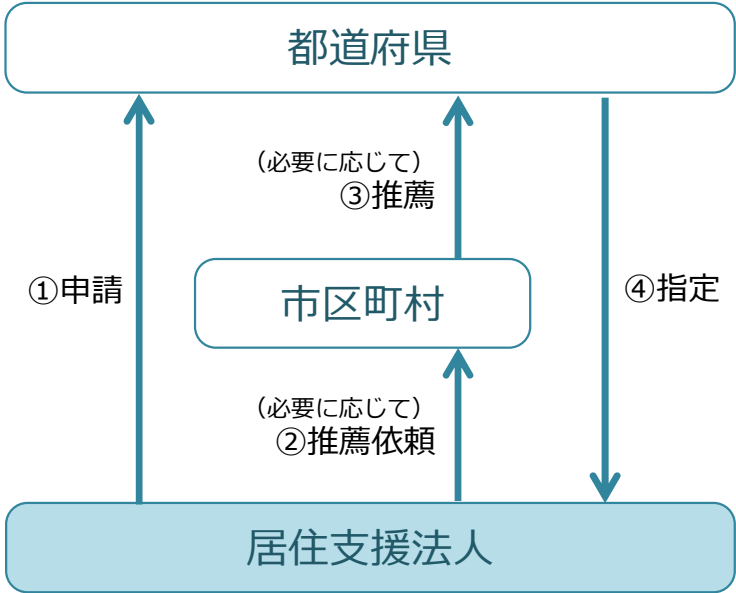 都道府県
（必要に応じて）
③推薦
①申請
市区町村
④指定
（必要に応じて）
②推薦依頼
居住支援法人